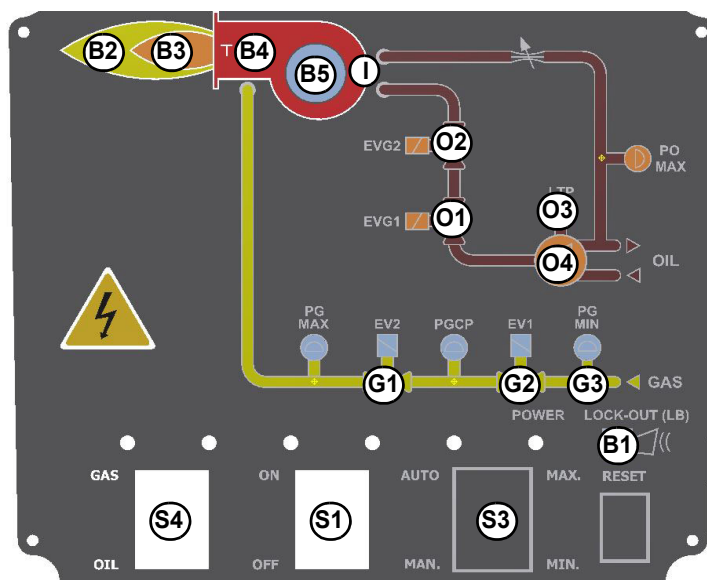 B2 B3 T B4 B5 I
EVG2 O2
PO
MAX
LTP
O3
EVG1 O1
O4 OIL
PG
MAX
EV2 PGCP EV1
PG
MIN
G1 G2 G3 GAS
POWER LOCK-OUT (LB)
B1
GAS ON AUTO MAX. RESET
S4 S1 S3
OIL OFF MAN. MIN.